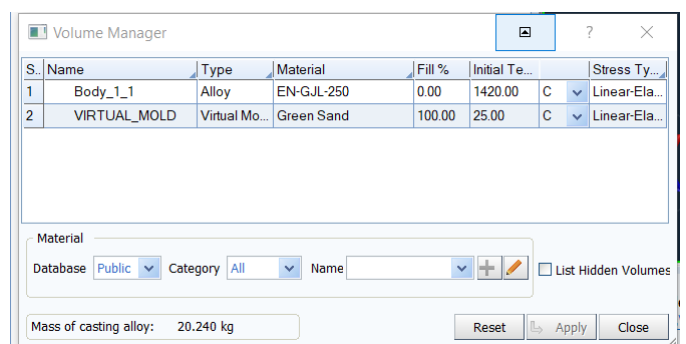 Volume Manager
?
S.. Name Type Material Fill % Initial Te... Stress Ty...
1 Body_1_1 Alloy EN-GJL-250 0.00 1420.00 C Linear-Ela...
2 VIRTUAL_MOLD Virtual Mo... Green Sand 100.00 25.00 C Linear-Ela...
Material
Database Public Category All Name List Hidden Volumes
Mass of casting alloy: 20.240 kg Reset Apply Close